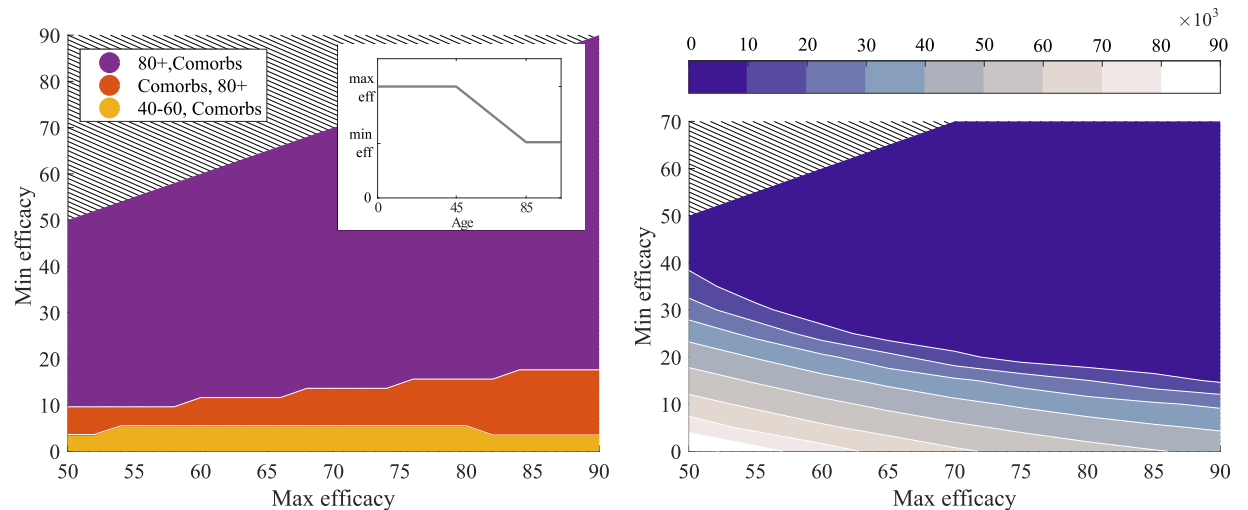 90
80
70
60
50
40
30
20
10
0
50 55 60 65 70 75 80 85 90
Min efficacy
Max efficacy
80+,Comorbs
Comorbs, 80+
40-60, Comorbs
max
eff
min
eff
0
0 45 85
Age
×10³
0 10 20 30 40 50 60 70 80 90
70
60
50
40
30
20
10
0
50 55 60 65 70 75 80 85 90
Min efficacy
Max efficacy